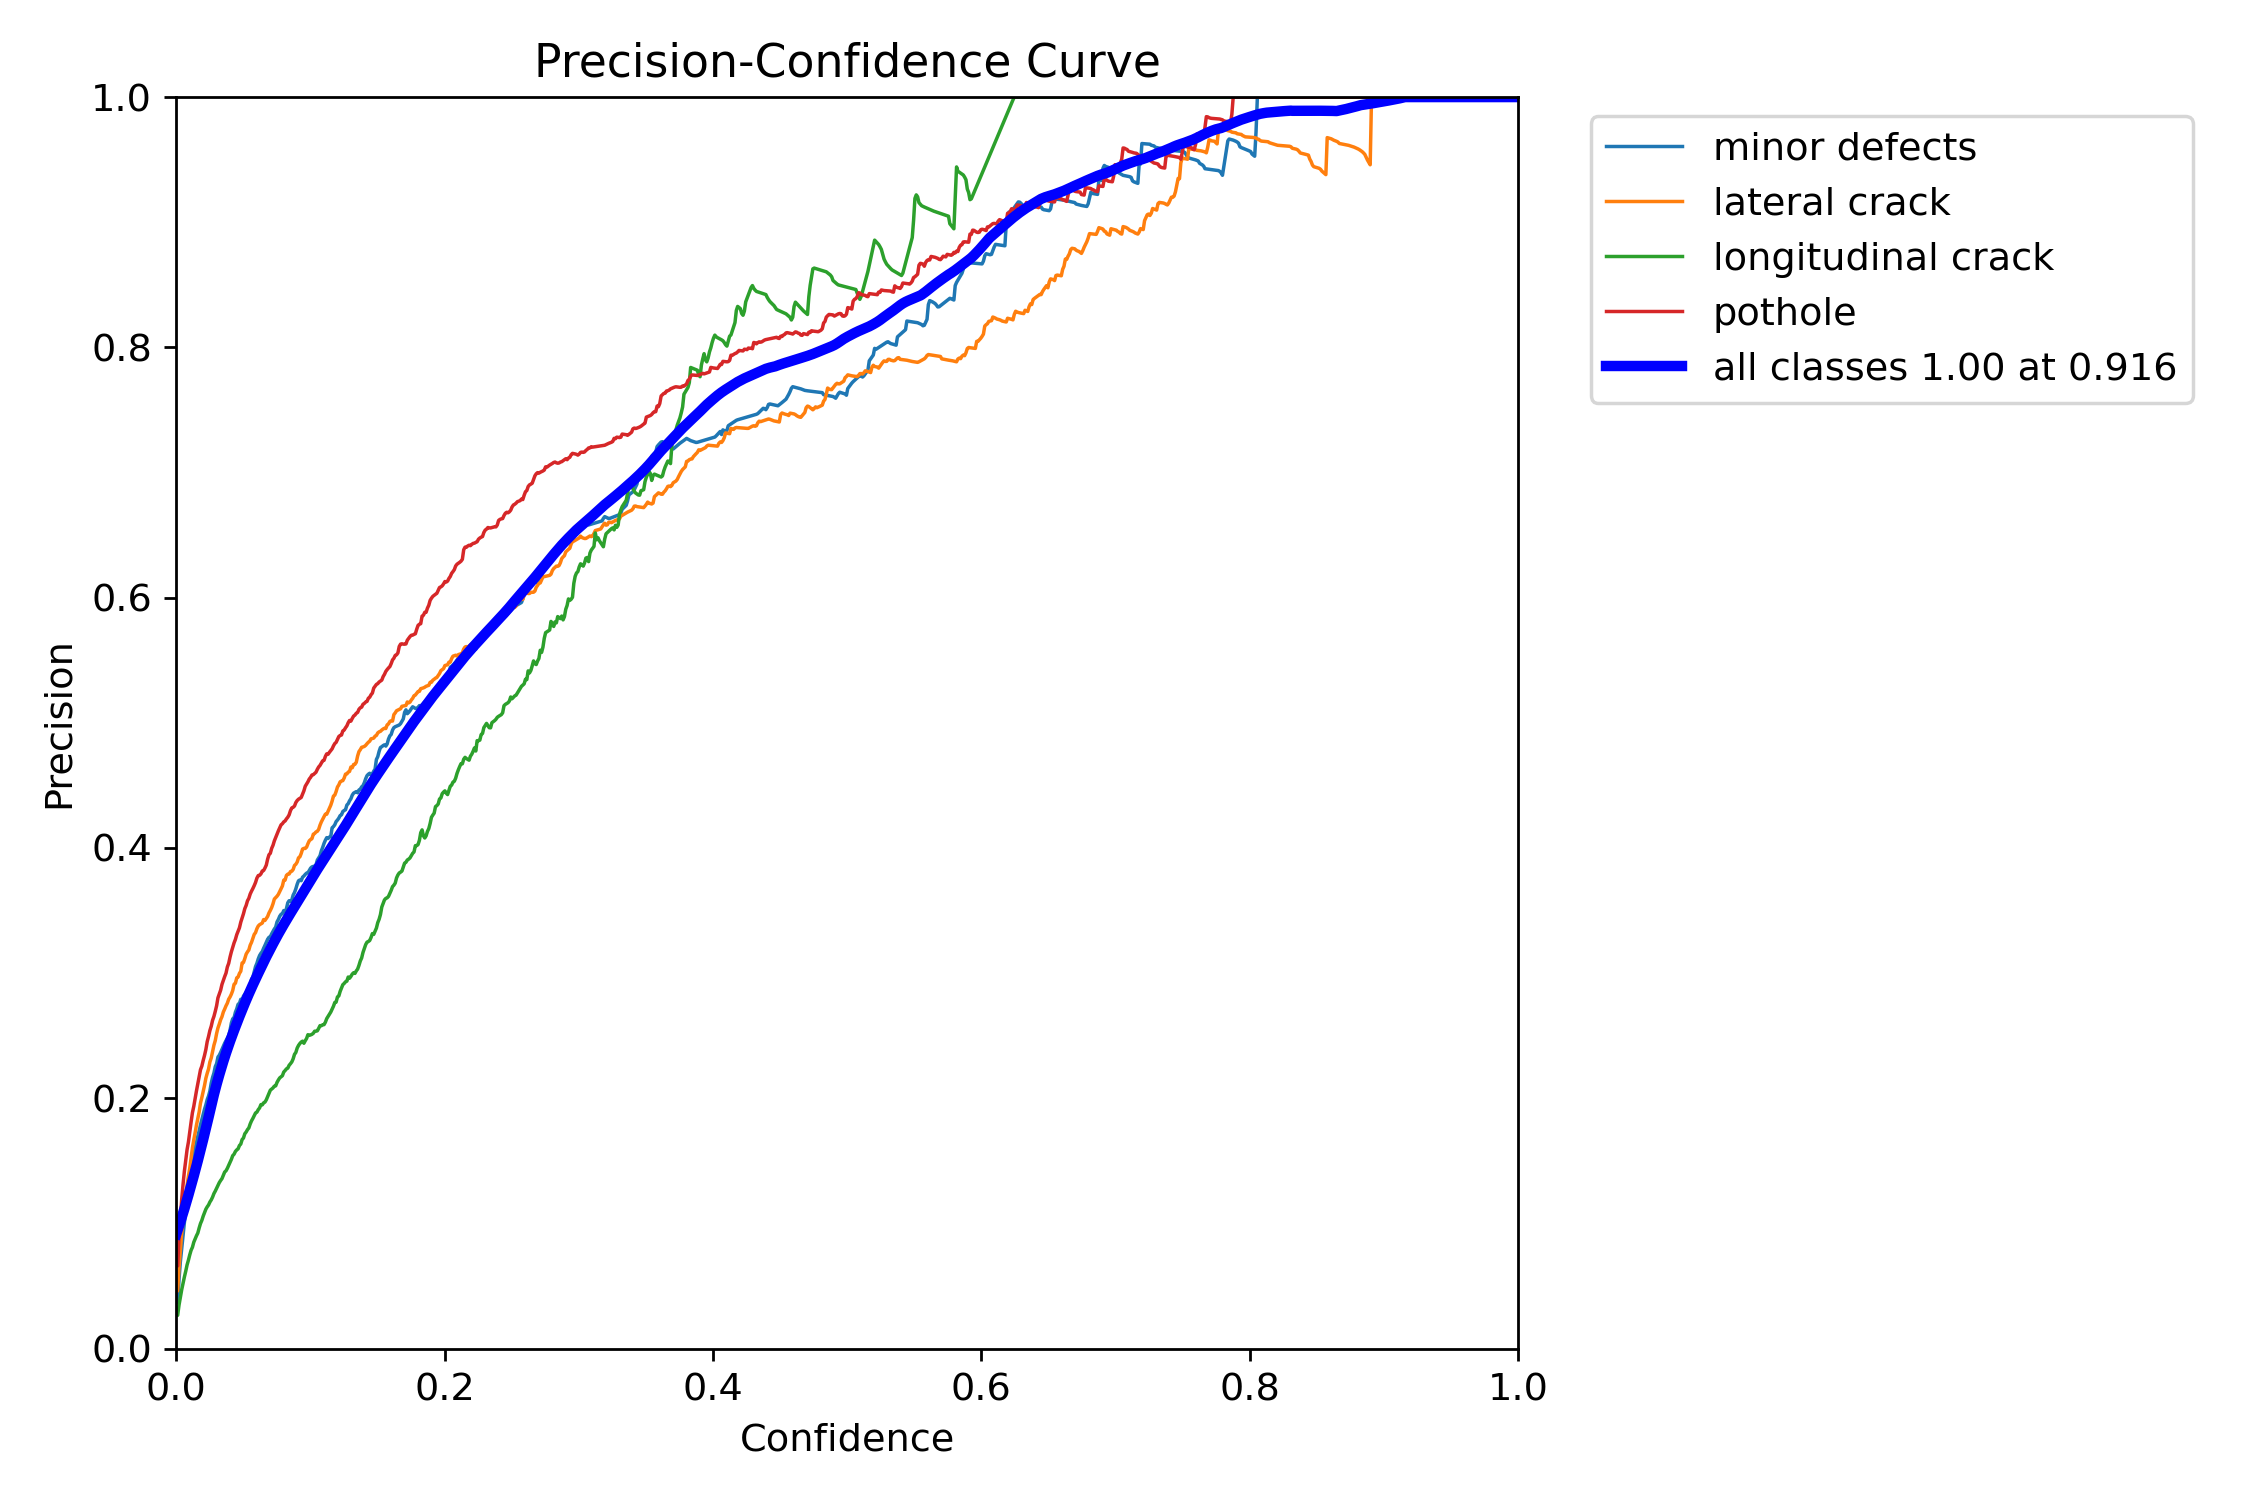 Precision-Confidence Curve
1.0
0.8
0.6
0.4
0.2
0.0
Precision
0.0 0.2 0.4 0.6 0.8 1.0
Confidence
minor defects
lateral crack
longitudinal crack
pothole
all classes 1.00 at 0.916